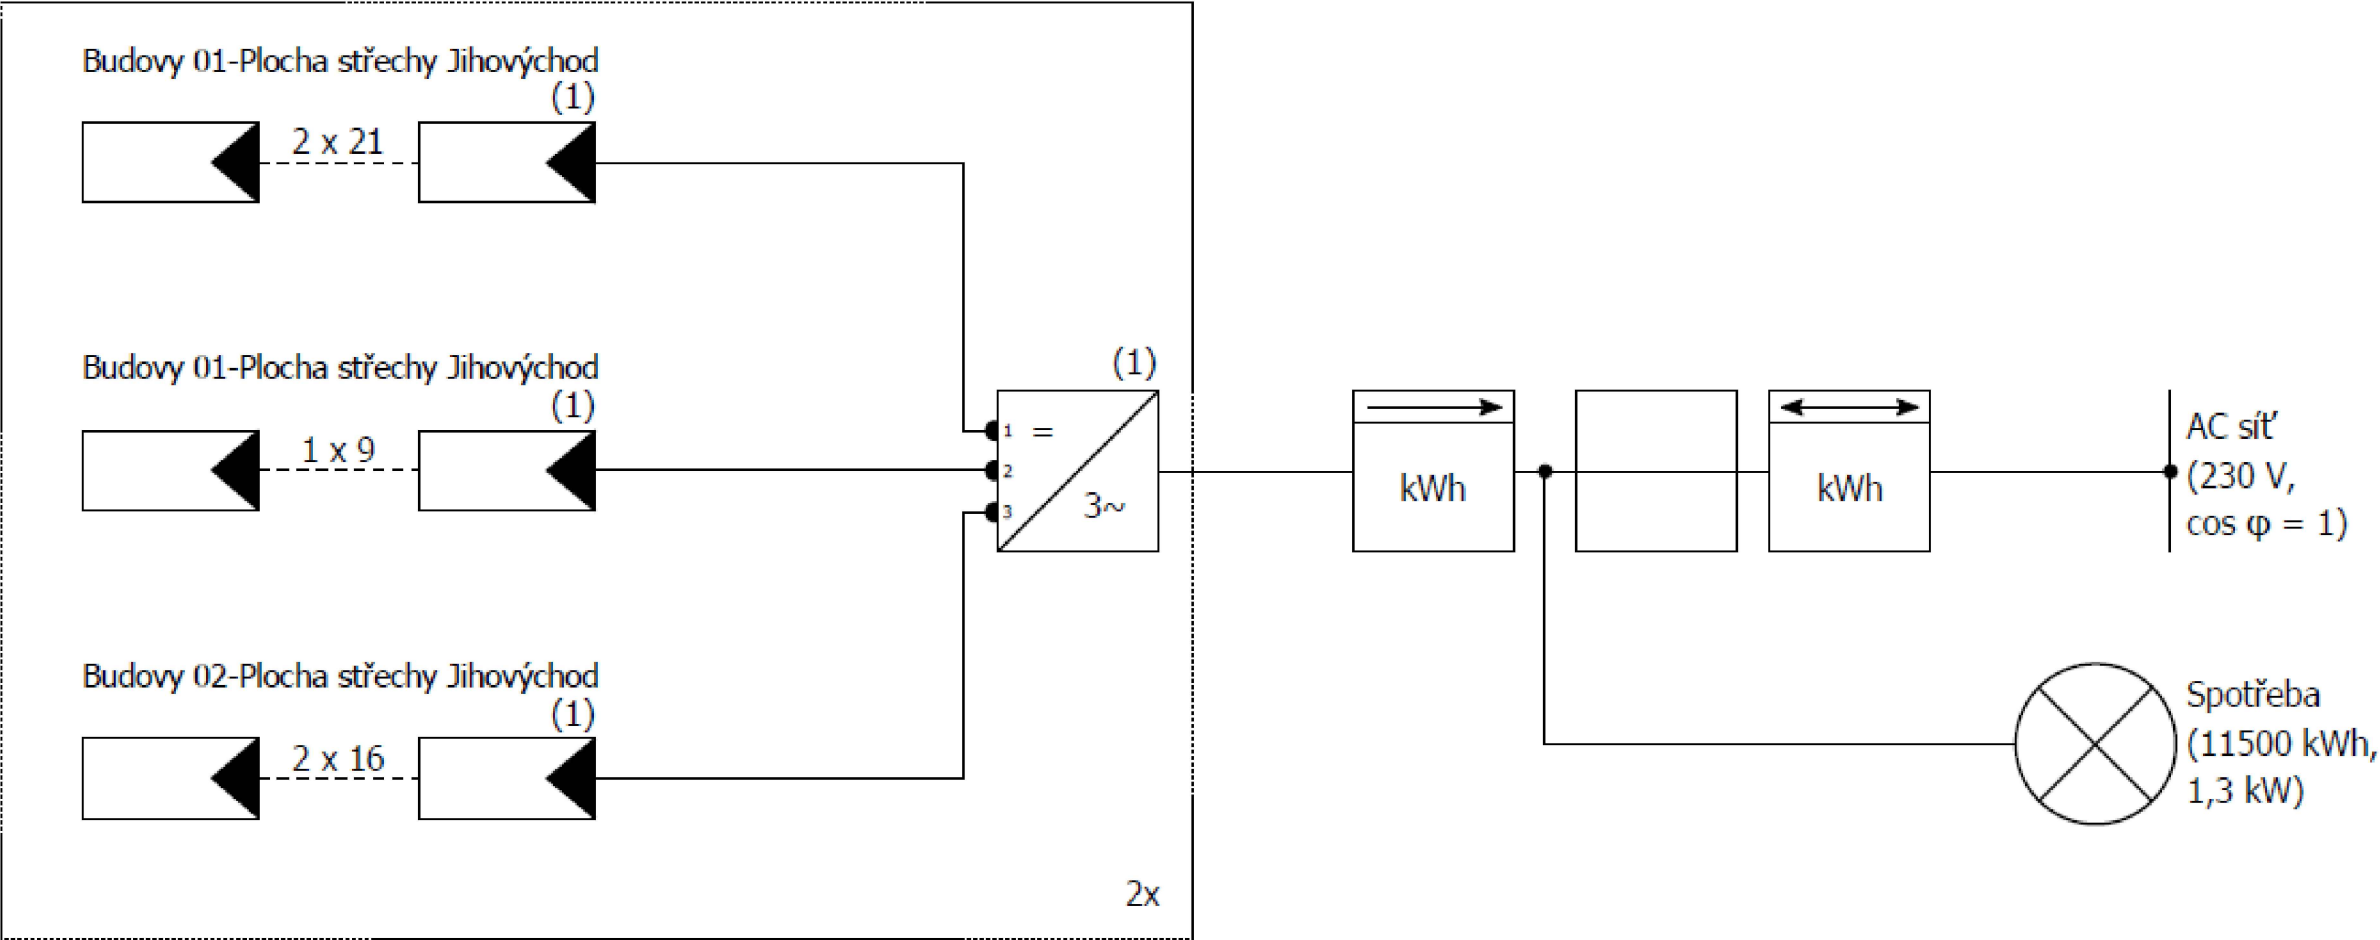 Budovy 01-Plocha střechy Jihovýchod
(1)
2 x 21
Budovy 01-Plocha střechy Jihovýchod
(1)
1 x 9
Budovy 02-Plocha střechy Jihovýchod
(1)
2 x 16
(1)
1 =
2
3
3~
2x
kWh
kWh
AC síť
(230 V,
cos φ = 1)
Spotřeba
(11500 kWh,
1,3 kW)